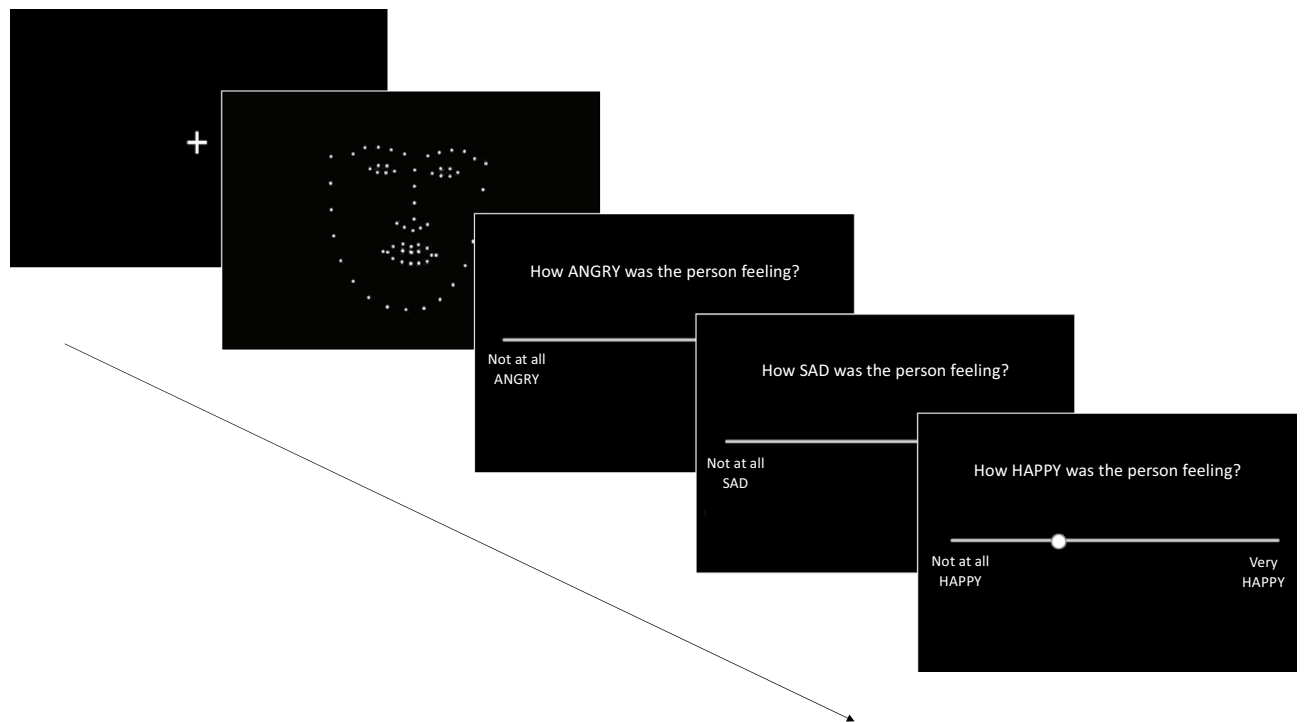 How ANGRY was the person feeling?
Not at all
ANGRY
How SAD was the person feeling?
Not at all
SAD
How HAPPY was the person feeling?
Not at all
HAPPY
Very
HAPPY